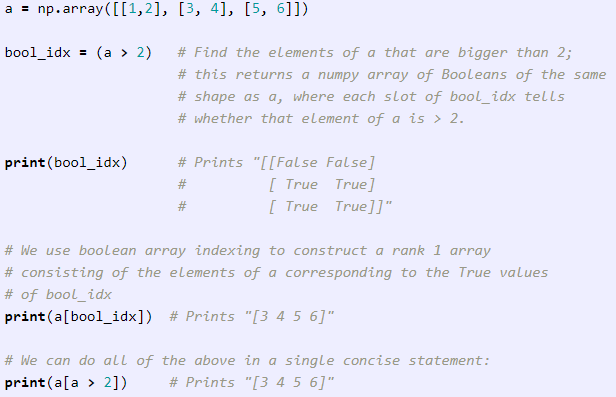 a = np.array([[1,2], [3, 4], [5, 6]])
bool_idx = (a > 2)   # Find the elements of a that are bigger than 2;
                     # this returns a numpy array of Booleans of the same
                     # shape as a, where each slot of bool_idx tells
                     # whether that element of a is > 2.
print(bool_idx)      # Prints "[[False False]
                     #          [ True  True]
                     #          [ True  True]]"
# We use boolean array indexing to construct a rank 1 array
# consisting of the elements of a corresponding to the True values
# of bool_idx
print(a[bool_idx])  # Prints "[3 4 5 6]"
# We can do all of the above in a single concise statement:
print(a[a > 2])     # Prints "[3 4 5 6]"